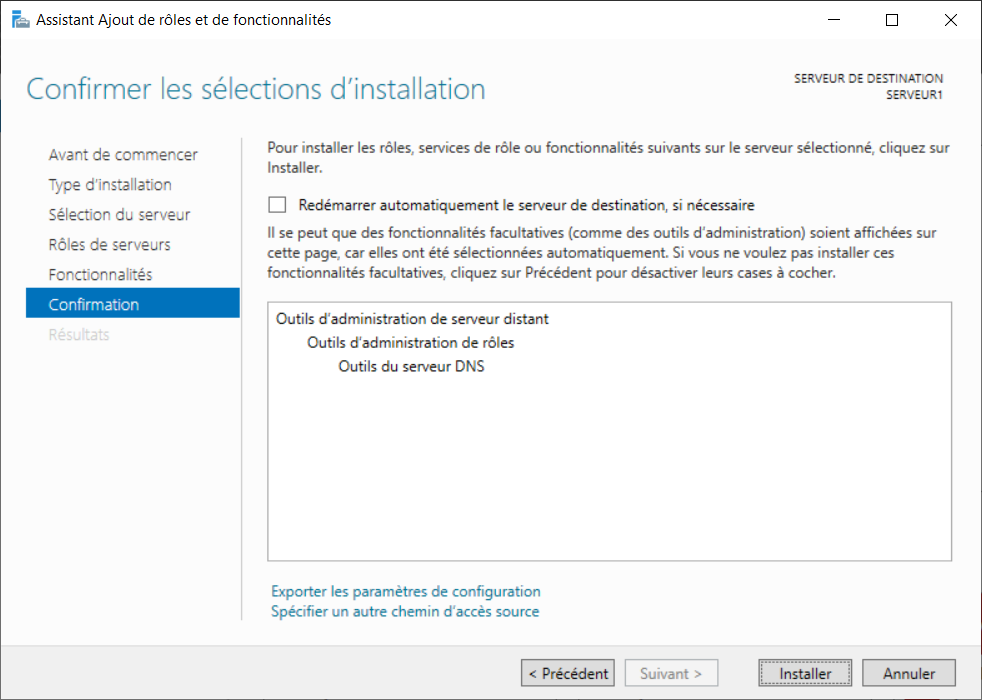 Assistant Ajout de rôles et de fonctionnalités
Confirmer les sélections d’installation
SERVEUR DE DESTINATION
SERVEUR1
Avant de commencer
Type d'installation
Sélection du serveur
Rôles de serveurs
Fonctionnalités
Confirmation
Résultats
Pour installer les rôles, services de rôle ou fonctionnalités suivants sur le serveur sélectionné, cliquez sur
Installer.
Redémarrer automatiquement le serveur de destination, si nécessaire
Il se peut que des fonctionnalités facultatives (comme des outils d’administration) soient affichées sur
cette page, car elles ont été sélectionnées automatiquement. Si vous ne voulez pas installer ces
fonctionnalités facultatives, cliquez sur Précédent pour désactiver leurs cases à cocher.
Outils d’administration de serveur distant
Outils d’administration de rôles
Outils du serveur DNS
Exporter les paramètres de configuration
Spécifier un autre chemin d’accès source
< Précédent
Suivant >
Installer
Annuler